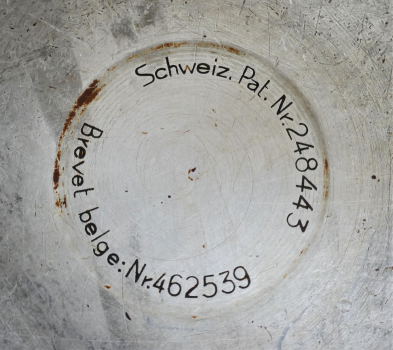 Schweiz. Pat. Nr. 248443
Brevet belge: Nr. 462539